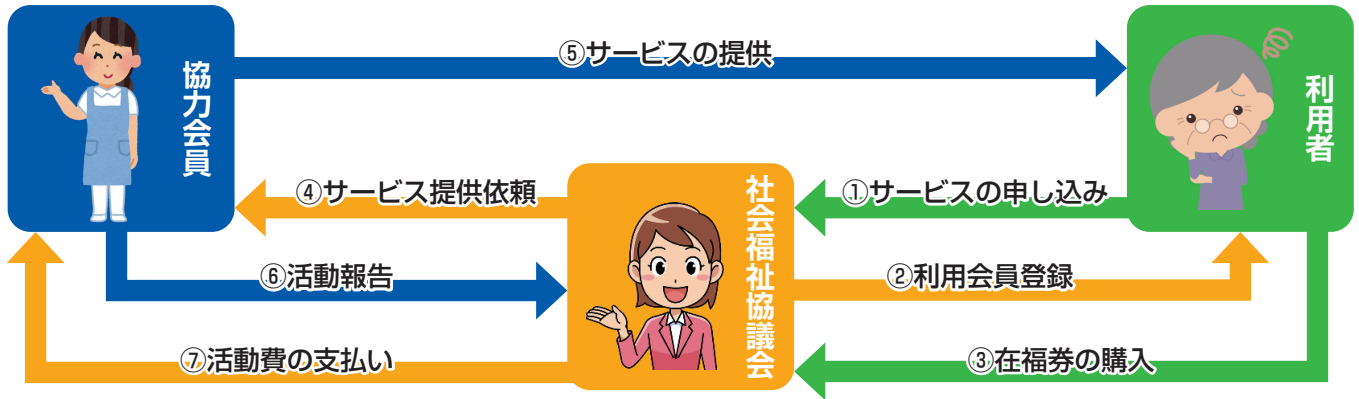 協力会員
⑤サービスの提供
利用者
④サービス提供依頼
社会福祉協議会
①サービスの申し込み
⑥活動報告
②利用会員登録
⑦活動費の支払い
③在福券の購入